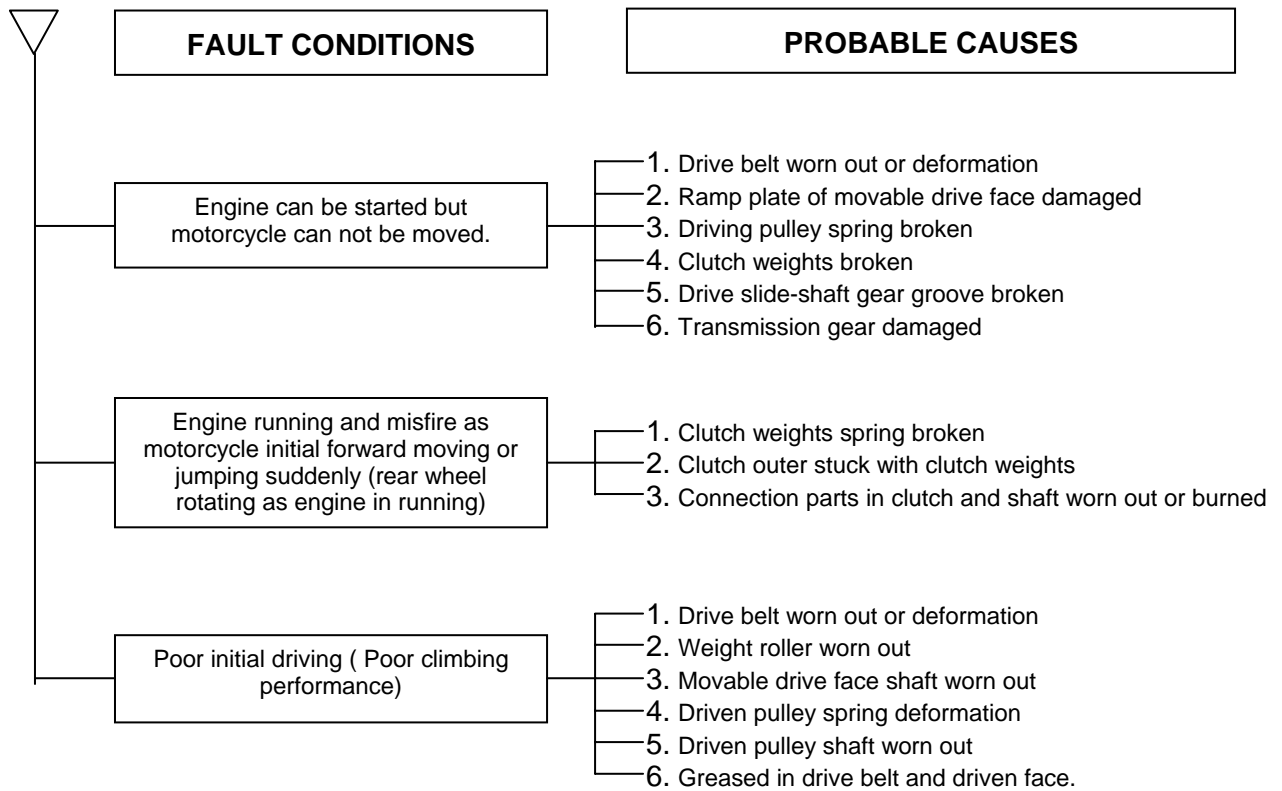 FAULT CONDITIONS
PROBABLE CAUSES
Engine can be started but
motorcycle can not be moved.
1. Drive belt worn out or deformation
2. Ramp plate of movable drive face damaged
3. Driving pulley spring broken
4. Clutch weights broken
5. Drive slide-shaft gear groove broken
6. Transmission gear damaged
Engine running and misfire as
motorcycle initial forward moving or
jumping suddenly (rear wheel
rotating as engine in running)
1. Clutch weights spring broken
2. Clutch outer stuck with clutch weights
3. Connection parts in clutch and shaft worn out or burned
Poor initial driving ( Poor climbing
performance)
1. Drive belt worn out or deformation
2. Weight roller worn out
3. Movable drive face shaft worn out
4. Driven pulley spring deformation
5. Driven pulley shaft worn out
6. Greased in drive belt and driven face.